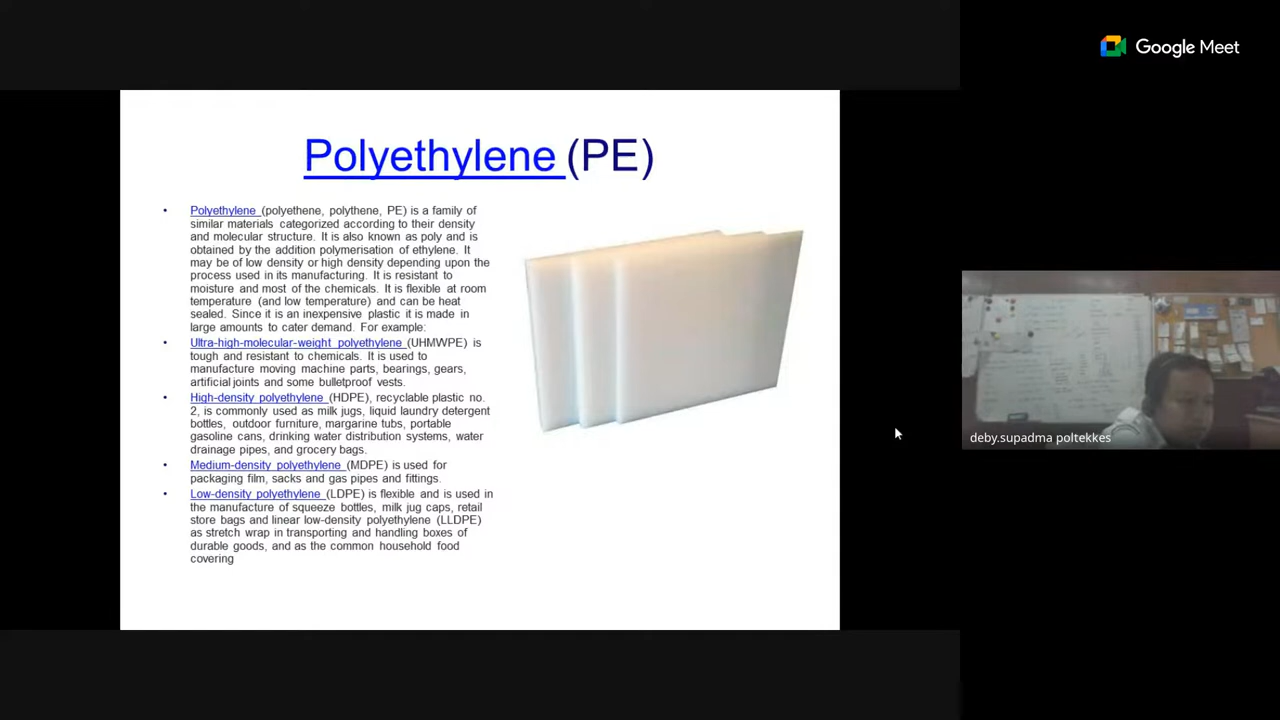 Google Meet
Polyethylene (PE)
• Polyethylene (polyethene, polythene, PE) is a family of
similar materials categorized according to their density
and molecular structure. It is also known as poly and is
obtained by the addition polymerisation of ethylene. It
may be of low density or high density depending upon the
process used in its manufacturing. It is resistant to
moisture and most of the chemicals. It is flexible at room
temperature (and low temperature) and can be heat
sealed. Since it is an inexpensive plastic it is made in
large amounts to cater demand. For example:
• Ultra-high-molecular-weight polyethylene (UHMWPE) is
tough and resistant to chemicals. It is used to
manufacture moving machine parts, bearings, gears,
artificial joints and some bulletproof vests.
• High-density polyethylene (HDPE), recyclable plastic no.
2, is commonly used as milk jugs, liquid laundry detergent
bottles, outdoor furniture, margarine tubs, portable
gasoline cans, drinking water distribution systems, water
drainage pipes, and grocery bags.
• Medium-density polyethylene (MDPE) is used for
packaging film, sacks and gas pipes and fittings.
• Low-density polyethylene (LDPE) is flexible and is used in
the manufacture of squeeze bottles, milk jug caps, retail
store bags and linear low-density polyethylene (LLDPE)
as stretch wrap in transporting and handling boxes of
durable goods, and as the common household food
covering
deby.supadma poltekkes